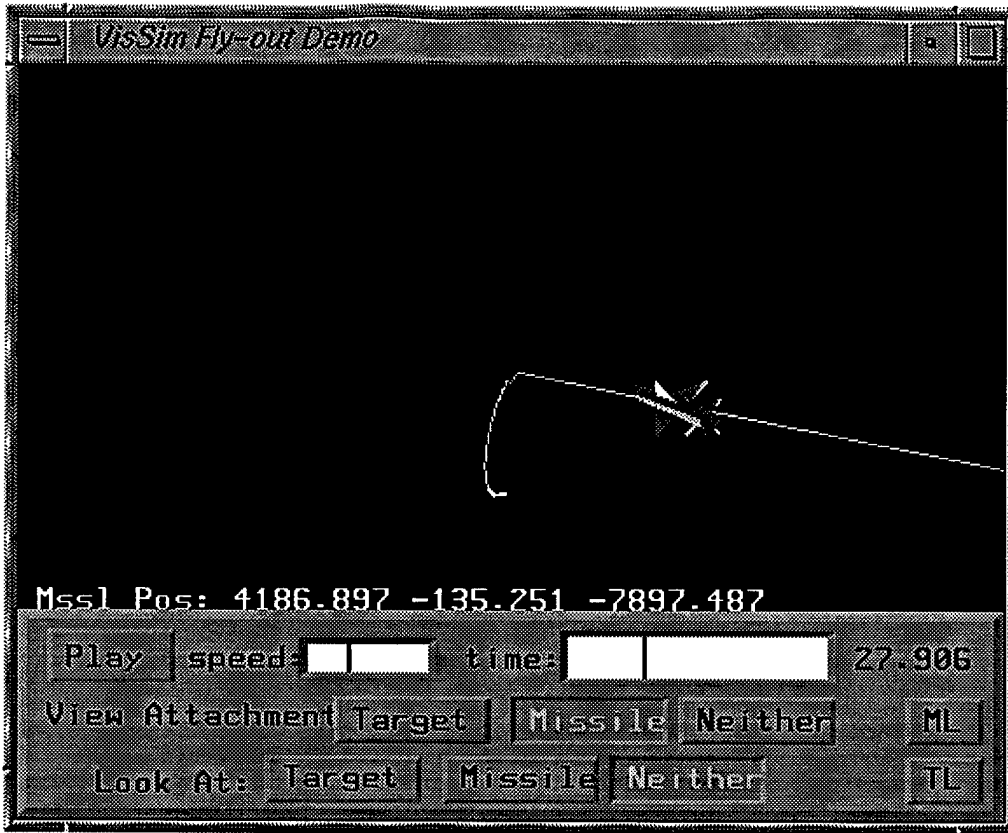 VisSim Fly-out Demo
Mssl Pos: 4186.897 -135.251 -7897.487
Play speed: time: 27.906
View Attachment Target Missile Neither ML
Look At: Target Missile Neither TL